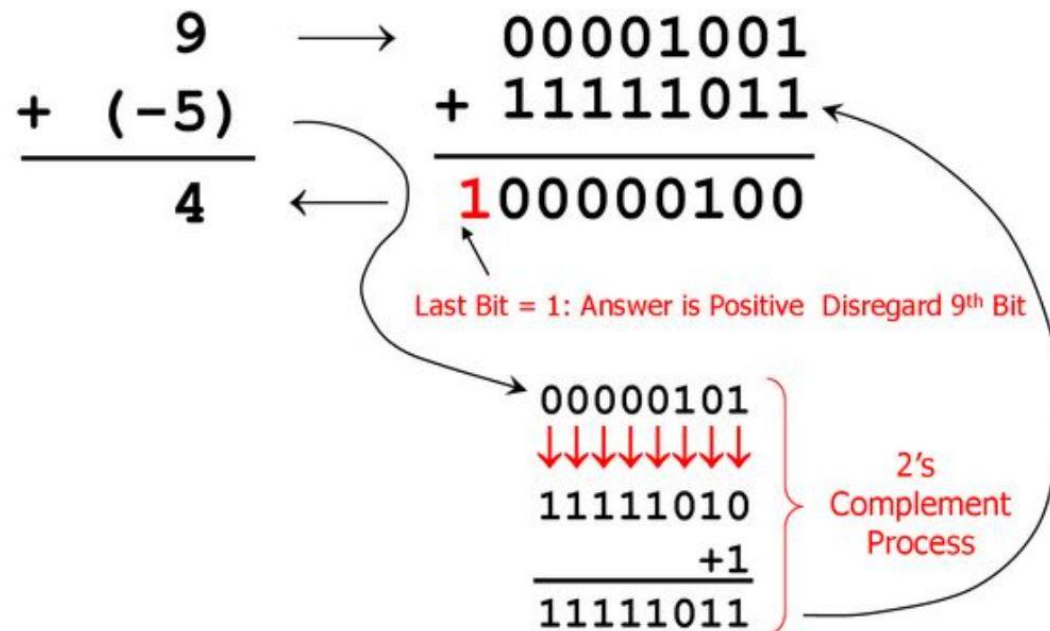 9 → 00001001
+ (-5) + 11111011
4 ← 100000100
Last Bit = 1: Answer is Positive Disregard 9th Bit
00000101
↓↓↓↓↓↓↓↓
11111010
+1
11111011
2's
Complement
Process